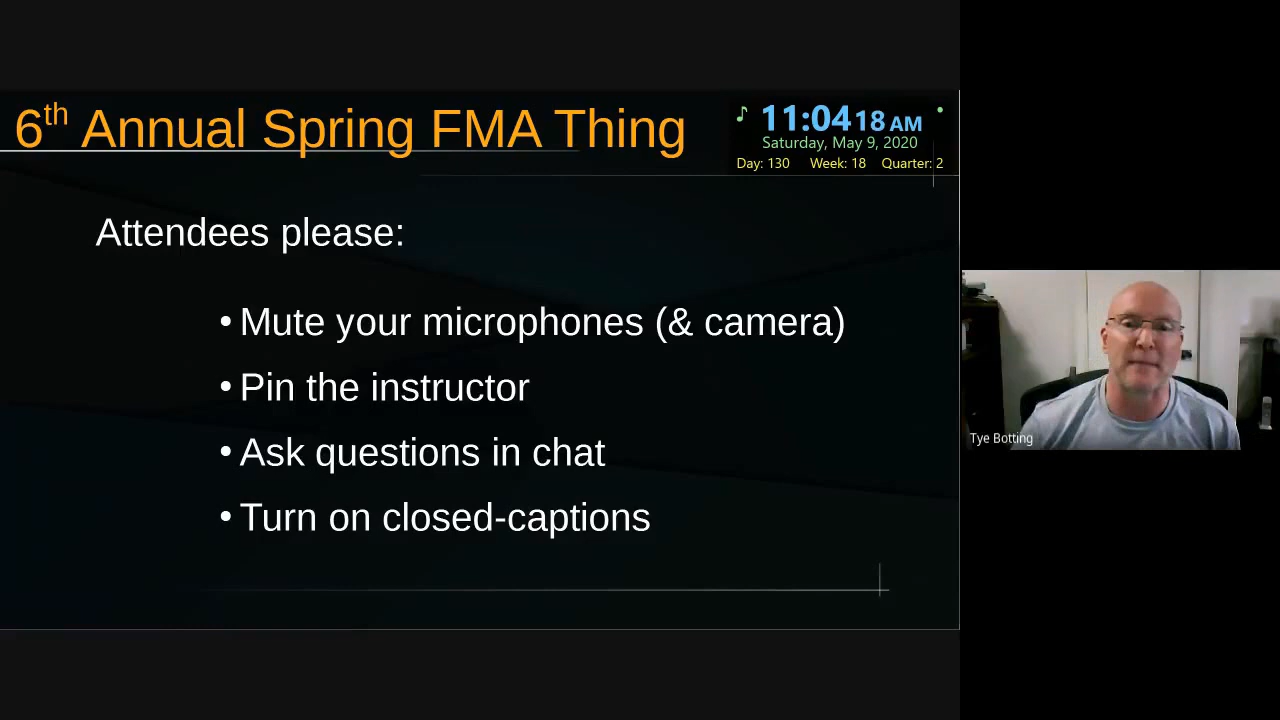 6th Annual Spring FMA Thing
11:04 18 AM
Saturday, May 9, 2020
Day: 130 Week: 18 Quarter: 2
Attendees please:
• Mute your microphones (& camera)
• Pin the instructor
• Ask questions in chat
• Turn on closed-captions
Tye Botting